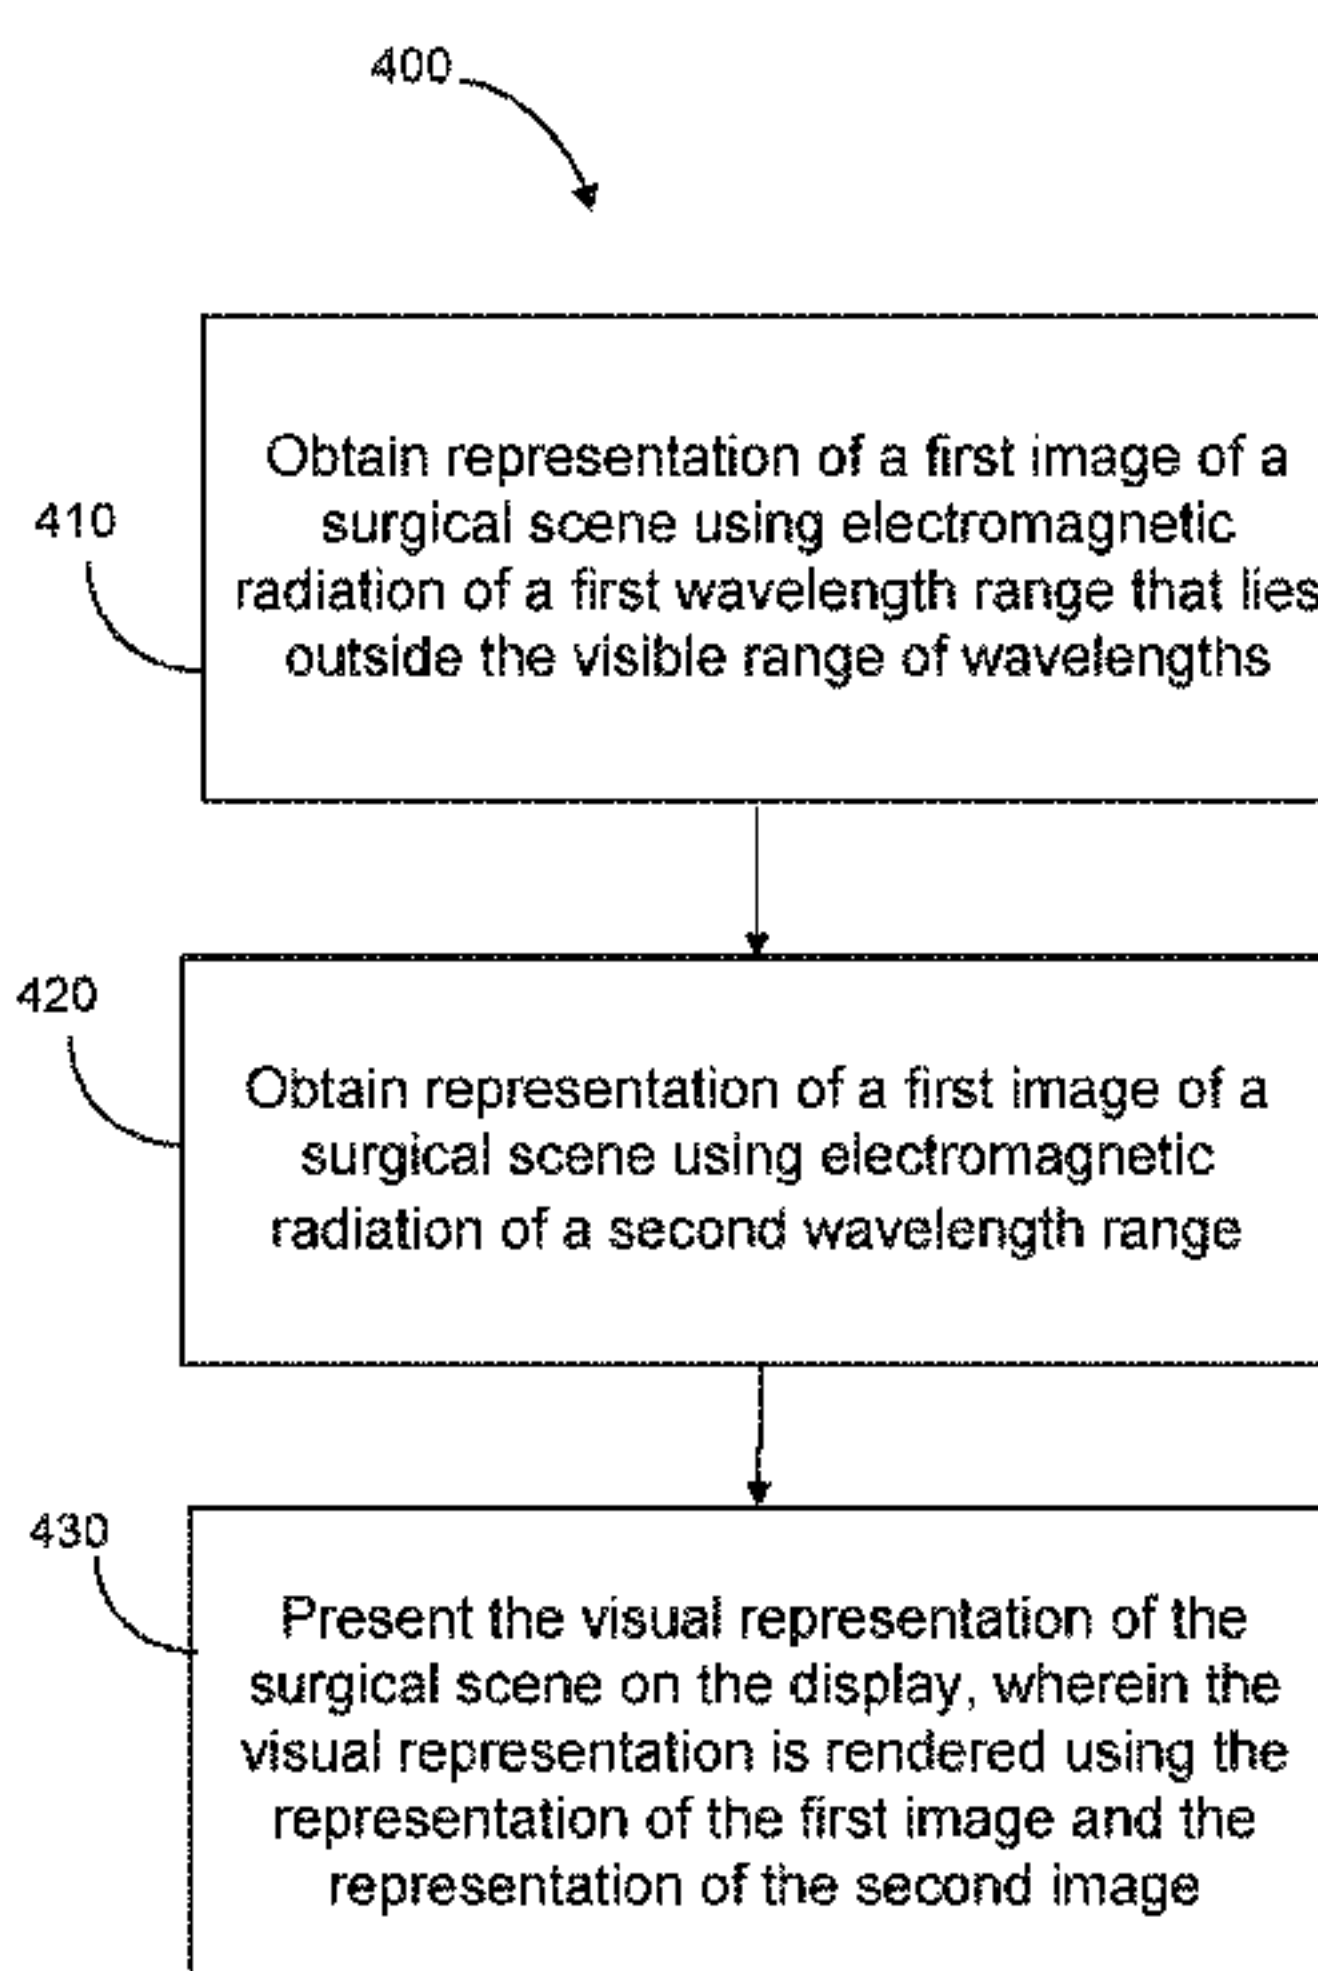 400
410
Obtain representation of a first image of a
surgical scene using electromagnetic
radiation of a first wavelength range that lies
outside the visible range of wavelengths
420
Obtain representation of a first image of a
surgical scene using electromagnetic
radiation of a second wavelength range
430
Present the visual representation of the
surgical scene on the display, wherein the
visual representation is rendered using the
representation of the first image and the
representation of the second image